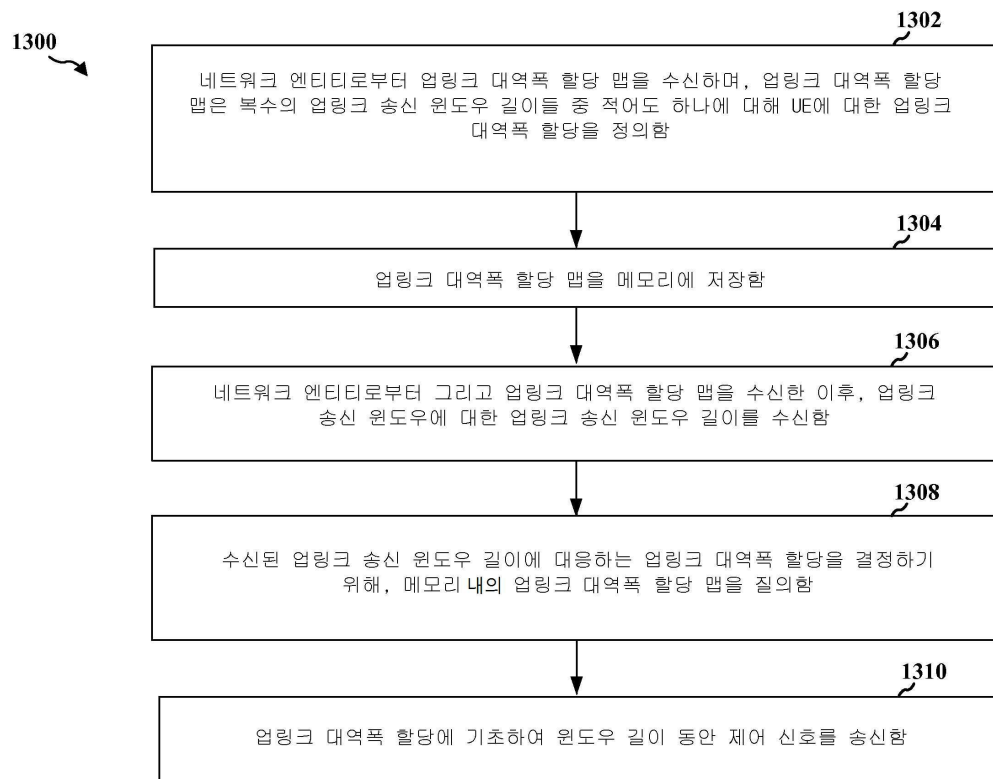 1300
1302
네트워크 엔티티로부터 업링크 대역폭 할당 맵을 수신하며, 업링크 대역폭 할당
맵은 복수의 업링크 송신 윈도우 길이들 중 적어도 하나에 대해 UE에 대한 업링크
대역폭 할당을 정의함
1304
업링크 대역폭 할당 맵을 메모리에 저장함
1306
네트워크 엔티티로부터 그리고 업링크 대역폭 할당 맵을 수신한 이후, 업링크
송신 윈도우에 대한 업링크 송신 윈도우 길이를 수신함
1308
수신된 업링크 송신 윈도우 길이에 대응하는 업링크 대역폭 할당을 결정하기
위해, 메모리 내의 업링크 대역폭 할당 맵을 질의함
1310
업링크 대역폭 할당에 기초하여 윈도우 길이 동안 제어 신호를 송신함